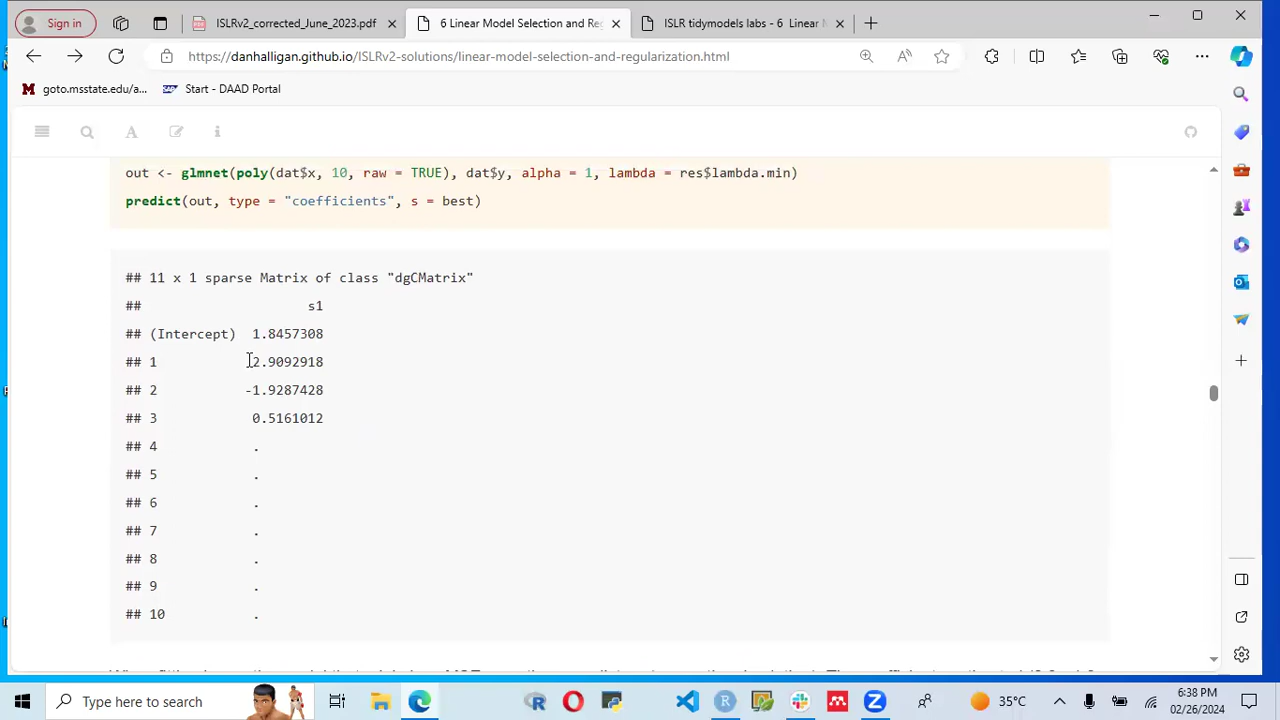 Sign in
ISLRv2_corrected_June_2023.pdf
6 Linear Model Selection and Reg
ISLR tidymodels labs - 6 Linear M
https://danhalligan.github.io/ISLRv2-solutions/linear-model-selection-and-regularization.html
goto.msstate.edu/a...
Start - DAAD Portal
out <- glmnet(poly(dat$x, 10, raw = TRUE), dat$y, alpha = 1, lambda = res$lambda.min)
predict(out, type = "coefficients", s = best)
## 11 x 1 sparse Matrix of class "dgCMatrix"
## s1
## (Intercept) 1.8457308
## 1 2.9092918
## 2 -1.9287428
## 3 0.5161012
## 4 .
## 5 .
## 6 .
## 7 .
## 8 .
## 9 .
## 10 .
Type here to search
35°C
6:38 PM
02/26/2024